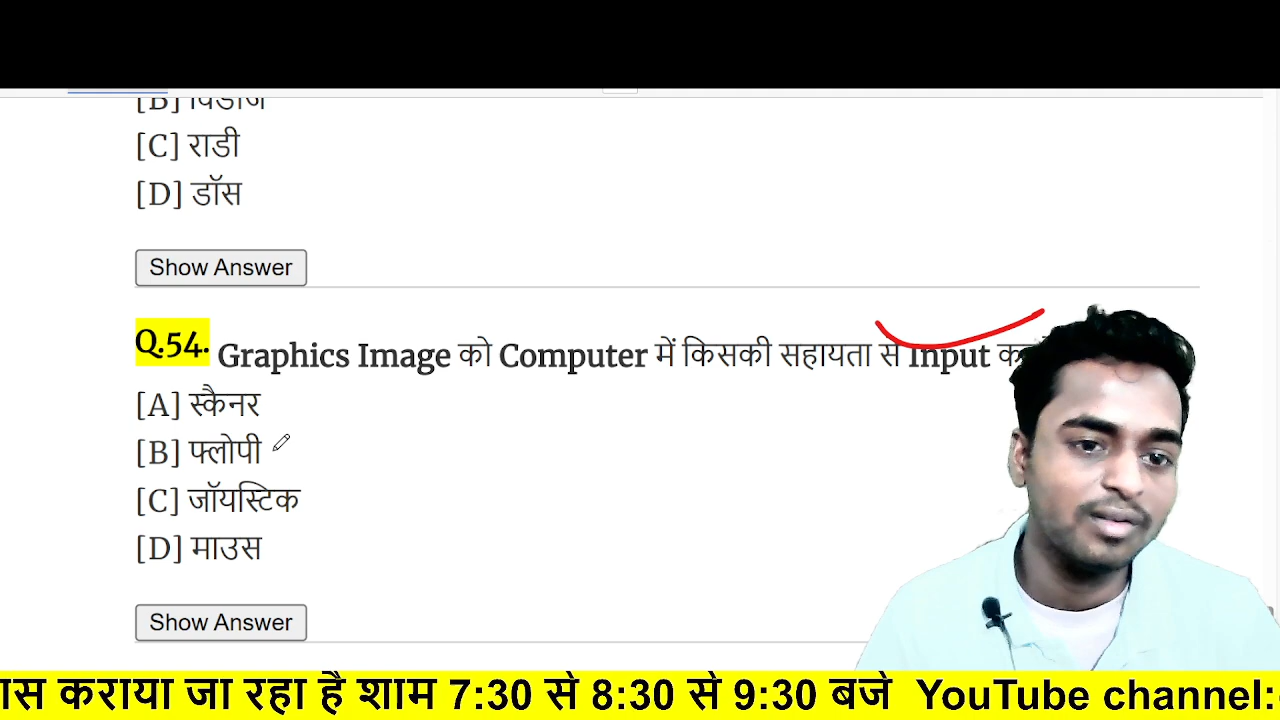 [C] राडी
[D] डॉस
Show Answer
Q.54. Graphics Image को Computer में किसकी सहायता से Input
[A] स्कैनर
[B] फ्लोपी
[C] जॉयस्टिक
[D] माउस
Show Answer
कराया जा रहा है शाम 7:30 से 8:30 से 9:30 बजे YouTube channel: